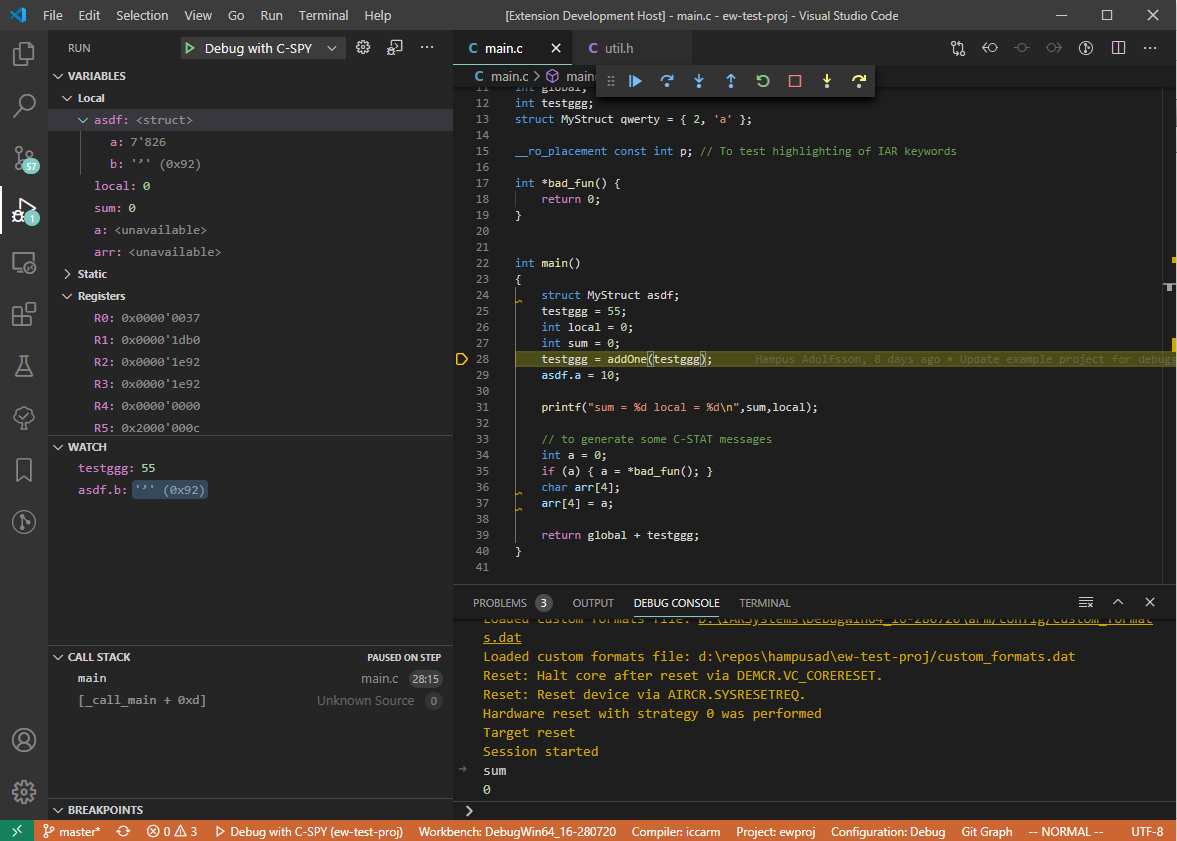 File Edit Selection View Go Run Terminal Help [Extension Development Host] - main.c - ew-test-proj - Visual Studio Code
RUN Debug with C-SPY
57
1
VARIABLES
Local
asdf: <struct>
a: 7'826
b: '’' (0x92)
local: 0
sum: 0
a: <unavailable>
arr: <unavailable>
Static
Registers
R0: 0x0000'0037
R1: 0x0000'1db0
R2: 0x0000'1e92
R3: 0x0000'1e92
R4: 0x0000'0000
R5: 0x2000'000c
WATCH
testggg: 55
asdf.b: '’' (0x92)
CALL STACK PAUSED ON STEP
main main.c 28:15
[_call_main + 0xd] Unknown Source 0
BREAKPOINTS
C main.c C util.h
C main.c > main
11 int global;
12 int testggg;
13 struct MyStruct qwerty = { 2, 'a' };
14
15 __ro_placement const int p; // To test highlighting of IAR keywords
16
17 int *bad_fun() {
18 return 0;
19 }
20
21
22 int main()
23 {
24 struct MyStruct asdf;
25 testggg = 55;
26 int local = 0;
27 int sum = 0;
28 testggg = addOne(testggg); Hampus Adolfsson, 8 days ago • Update example project for debugg
29 asdf.a = 10;
30
31 printf("sum = %d local = %d\n",sum,local);
32
33 // to generate some C-STAT messages
34 int a = 0;
35 if (a) { a = *bad_fun(); }
36 char arr[4];
37 arr[4] = a;
38
39 return global + testggg;
40 }
41
PROBLEMS 3 OUTPUT DEBUG CONSOLE TERMINAL
Loaded custom formats file: D:\IARSystems\DebugWin64_16-280720\arm/config/custom_format
s.dat
Loaded custom formats file: d:\repos\hampusad\ew-test-proj/custom_formats.dat
Reset: Halt core after reset via DEMCR.VC_CORERESET.
Reset: Reset device via AIRCR.SYSRESETREQ.
Hardware reset with strategy 0 was performed
Target reset
Session started
sum
0
master* 0 3 Debug with C-SPY (ew-test-proj) Workbench: DebugWin64_16-280720 Compiler: iccarm Project: ewproj Configuration: Debug Git Graph -- NORMAL -- UTF-8